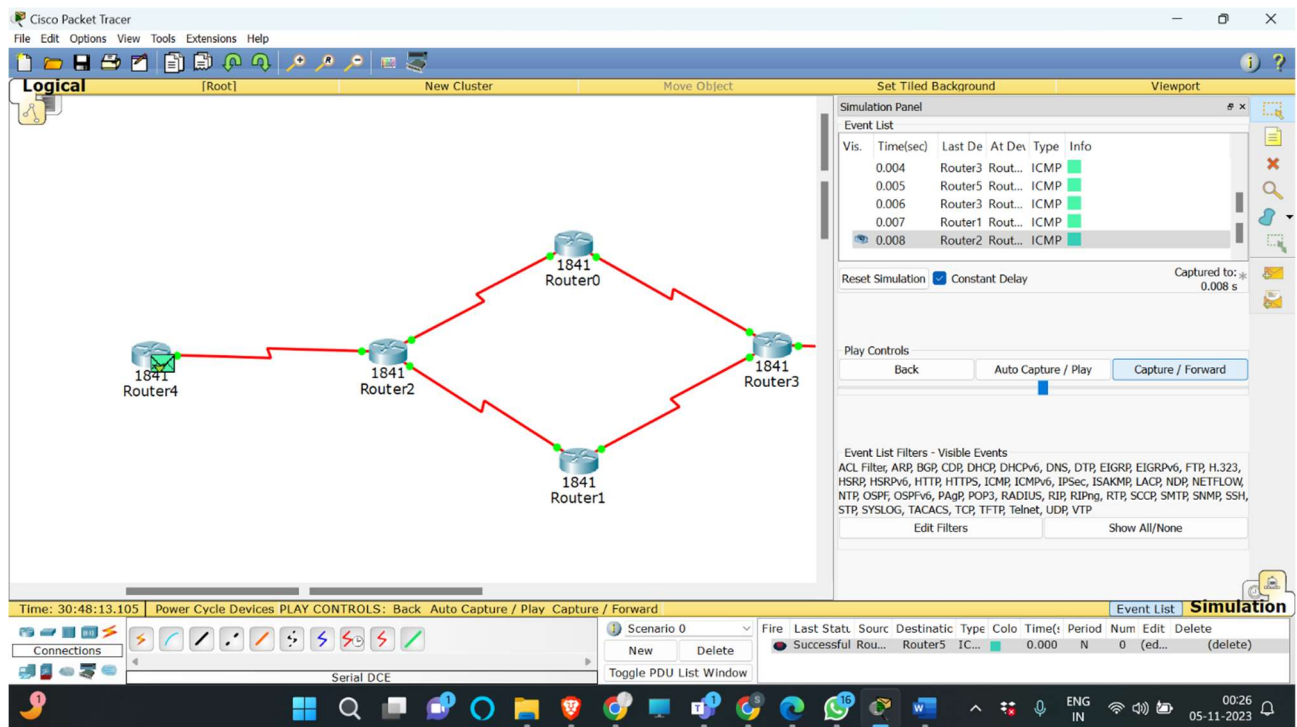 Cisco Packet Tracer
File Edit Options View Tools Extensions Help
Logical [Root] New Cluster Move Object Set Tiled Background Viewport
Simulation Panel
Event List
Vis. Time(sec) Last De At Dev Type Info
0.004 Router3 Rout... ICMP
0.005 Router5 Rout... ICMP
0.006 Router3 Rout... ICMP
0.007 Router1 Rout... ICMP
0.008 Router2 Rout... ICMP
Reset Simulation Constant Delay Captured to: *
0.008 s
Play Controls
Back Auto Capture / Play Capture / Forward
Event List Filters - Visible Events
ACL Filter, ARP, BGP, CDP, DHCP, DHCPv6, DNS, DTP, EIGRP, EIGRPv6, FTP, H.323,
HSRP, HSRPv6, HTTP, HTTPS, ICMP, ICMPv6, IPSec, ISAKMP, LACP, NDP, NETFLOW,
NTP, OSPF, OSPFv6, PAgP, POP3, RADIUS, RIP, RIPng, RTP, SCCP, SMTP, SNMP, SSH,
STP, SYSLOG, TACACS, TCP, TFTP, Telnet, UDP, VTP
Edit Filters Show All/None
1841
Router0
1841
Router4
1841
Router2
1841
Router3
1841
Router1
Time: 30:48:13.105 Power Cycle Devices PLAY CONTROLS: Back Auto Capture / Play Capture / Forward
Event List Simulation
Connections
Serial DCE
Scenario 0
New Delete
Toggle PDU List Window
Fire Last Statu Sourc Destinatic Type Colo Time(s Period Num Edit Delete
Successful Rou... Router5 IC... 0.000 N 0 (ed... (delete)
1
1
16
ENG
IN
00:26
05-11-2023